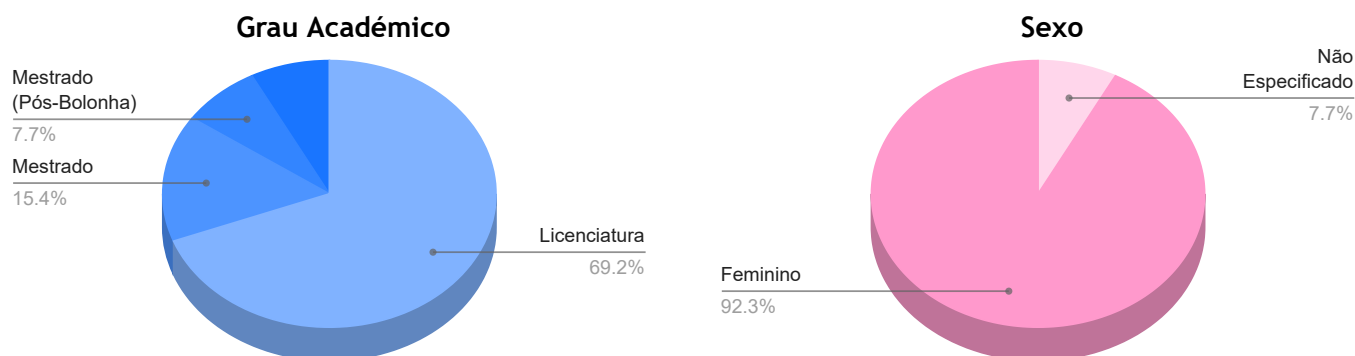 Grau Académico
Mestrado
(Pós-Bolonha)
7.7%
Mestrado
15.4%
Licenciatura
69.2%
Sexo
Não
Especificado
7.7%
Feminino
92.3%